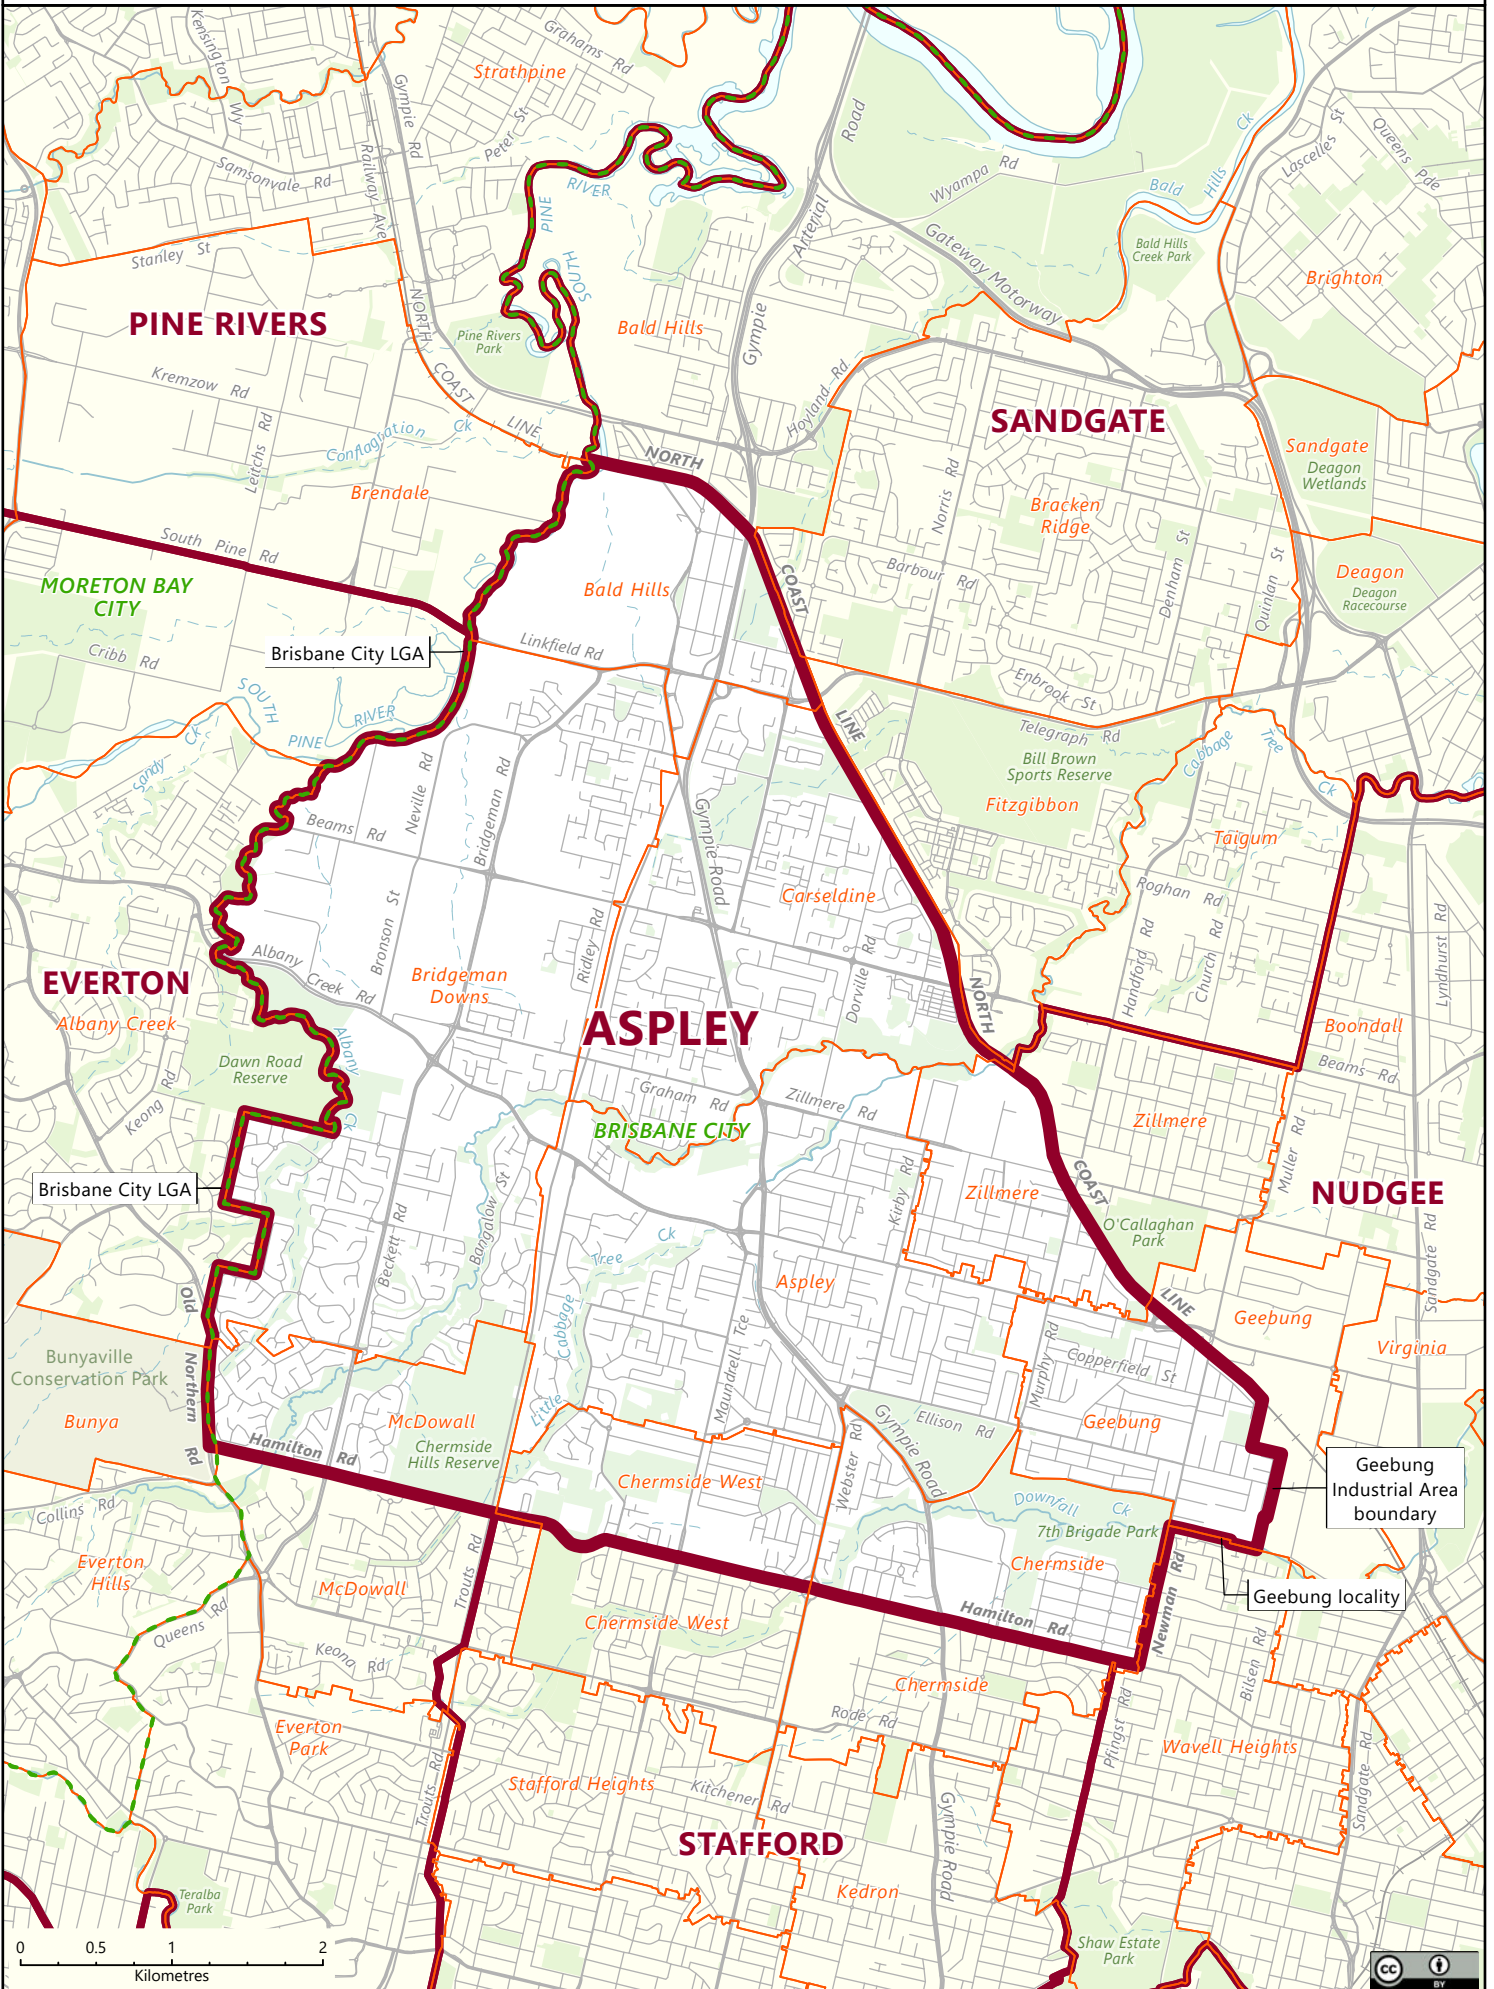 Kensington Wy
Grahams Rd
Strathpine
Gympie Rd
Peter St
Road
Ck
Lascelles St
Queens Pde
Railway Ave
Samsonvale Rd
RIVER
PINE
SOUTH
Wyampa Rd
Bald Hills
Arterial
Gateway Motorway
Bald Hills
Creek Park
Stanley St
Brighton
PINE RIVERS
NORTH
COAST
LINE
Pine Rivers
Park
Bald Hills
Gympie
Kremzow Rd
Hoyland Rd
SANDGATE
Leitchs Rd
Conflagration Ck
NORTH
Sandgate
Deagon
Wetlands
Norris Rd
Brendale
Bracken
Ridge
South Pine Rd
Denham St
Quinlan St
MORETON BAY
CITY
Bald Hills
COAST
Barbour Rd
Deagon
Deagon
Racecourse
Brisbane City LGA
Linkfield Rd
Cribb Rd
Enbrook St
SOUTH
RIVER
PINE
LINE
Telegraph Rd
Cabbage Tree
Ck
Sandy Ck
Bill Brown
Sports Reserve
Fitzgibbon
Neville Rd
Bridgeman Rd
Beams Rd
Gympie Road
Taigum
Carseldine
Roghan Rd
Bronson St
Ridley Rd
Handford Rd
Church Rd
Lyndhurst Rd
Albany
Creek Rd
Dorville Rd
EVERTON
Bridgeman
Downs
NORTH
Albany Creek
ASPLEY
Boondall
Dawn Road
Reserve
Albany
Ck
Beams Rd
Keong Rd
Graham Rd
Zillmere Rd
BRISBANE CITY
Zillmere
Muller Rd
Brisbane City LGA
Bangalow St
Kirby Rd
Zillmere
COAST
NUDGEE
Beckett Rd
O'Callaghan
Park
Tree Ck
Sandgate Rd
Aspley
Old
LINE
Cabbage
Geebung
Bunyaville
Conservation Park
Northern
Maundrell Tce
Murphy Rd
Copperfield St
Virginia
Bunya
McDowall
Little
Ellison Rd
Geebung
Rd
Hamilton Rd
Chermside
Hills Reserve
Gympie Road
Webster Rd
Chermside West
Geebung
Industrial Area
boundary
Collins Rd
Downfall Ck
7th Brigade Park
Everton
Hills
Trouts Rd
Chermside
McDowall
Newman Rd
Geebung locality
Chermside West
Hamilton Rd
Queens Rd
Keona Rd
Bilsen Rd
Chermside
Pfingst Rd
Everton
Park
Rode Rd
Wavell Heights
Sandgate Rd
Trouts Rd
Stafford Heights
Kitchener Rd
STAFFORD
Gympie Road
Teralba
Park
Kedron
Shaw Estate
Park
0 0.5 1 2
Kilometres
cc
BY